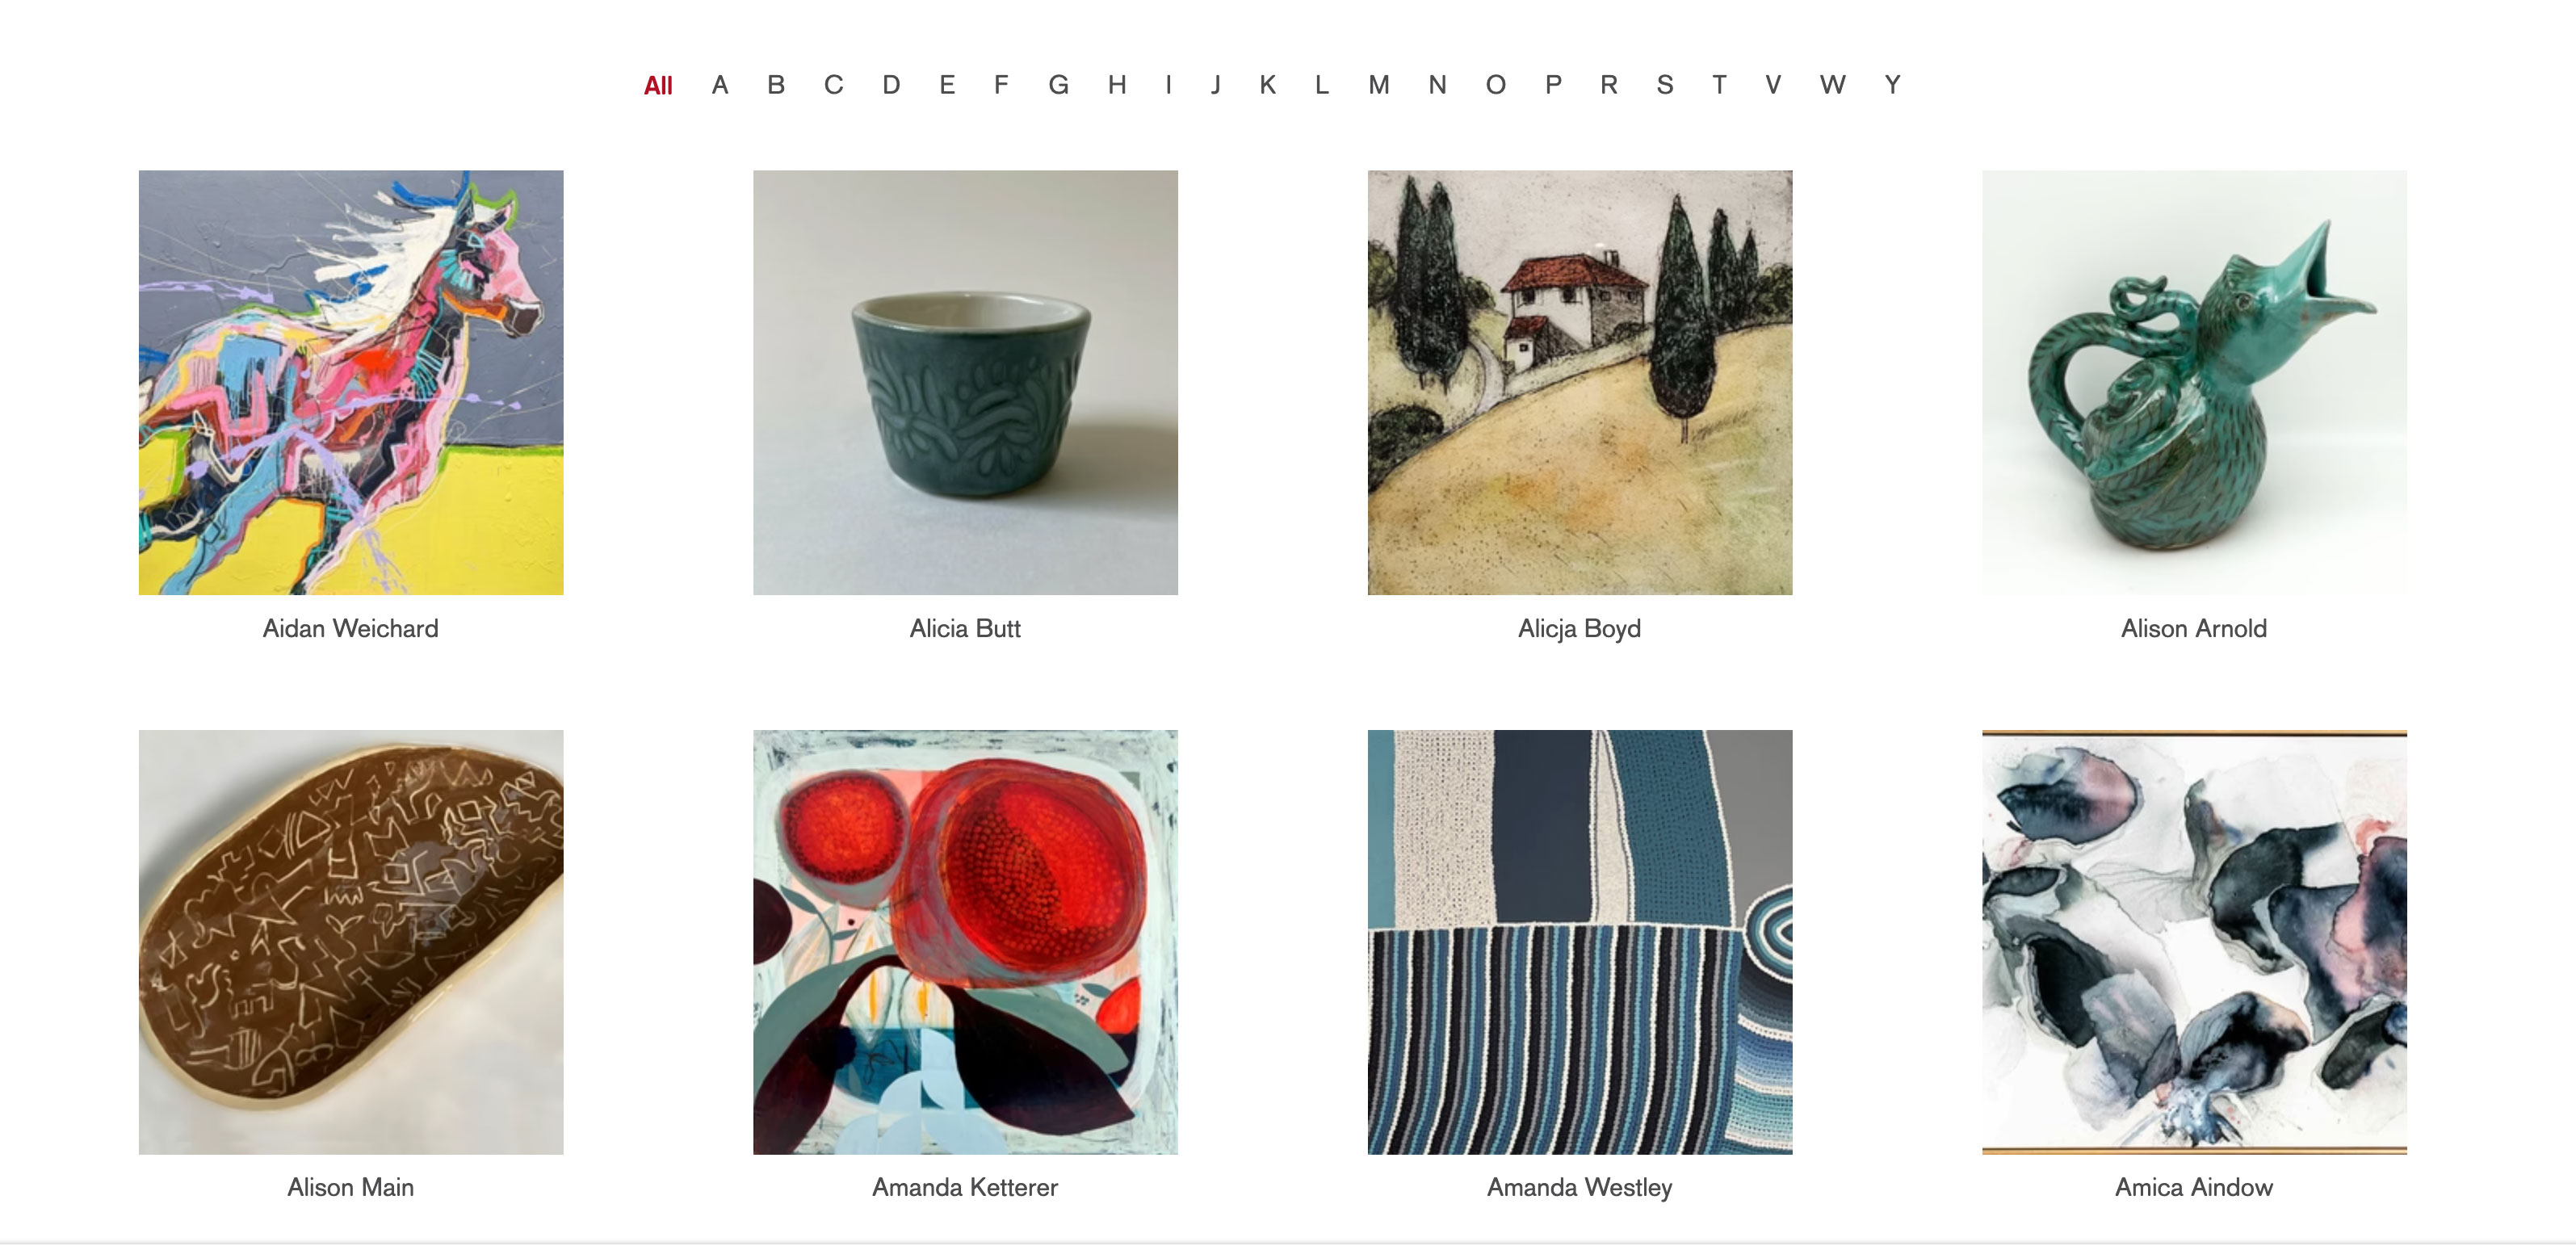 All A B C D E F G H I J K L M N O P R S T V W Y
Aidan Weichard
Alicia Butt
Alicja Boyd
Alison Arnold
Alison Main
Amanda Ketterer
Amanda Westley
Amica Aindow